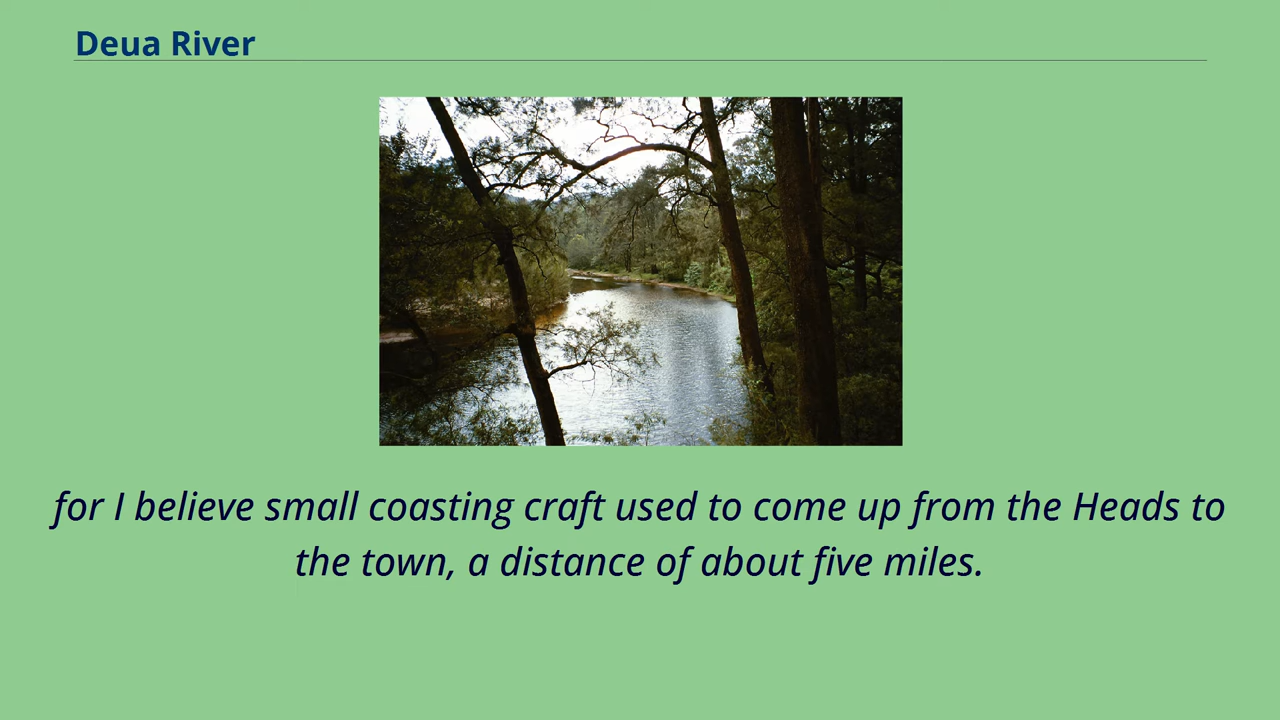 Deua River
for I believe small coasting craft used to come up from the Heads to
the town, a distance of about five miles.